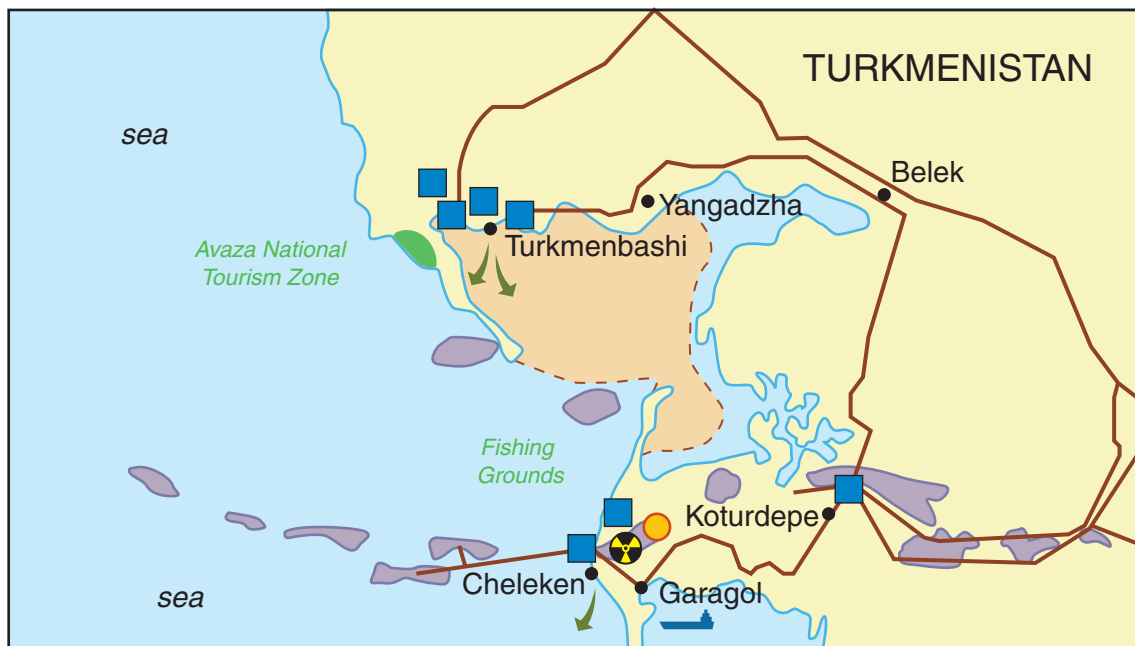 TURKMENISTAN
sea
Belek
Yangadzha
Avaza National
Tourism Zone
Turkmenbashi
Fishing
Grounds
Koturdepe
Cheleken
Garagol
sea